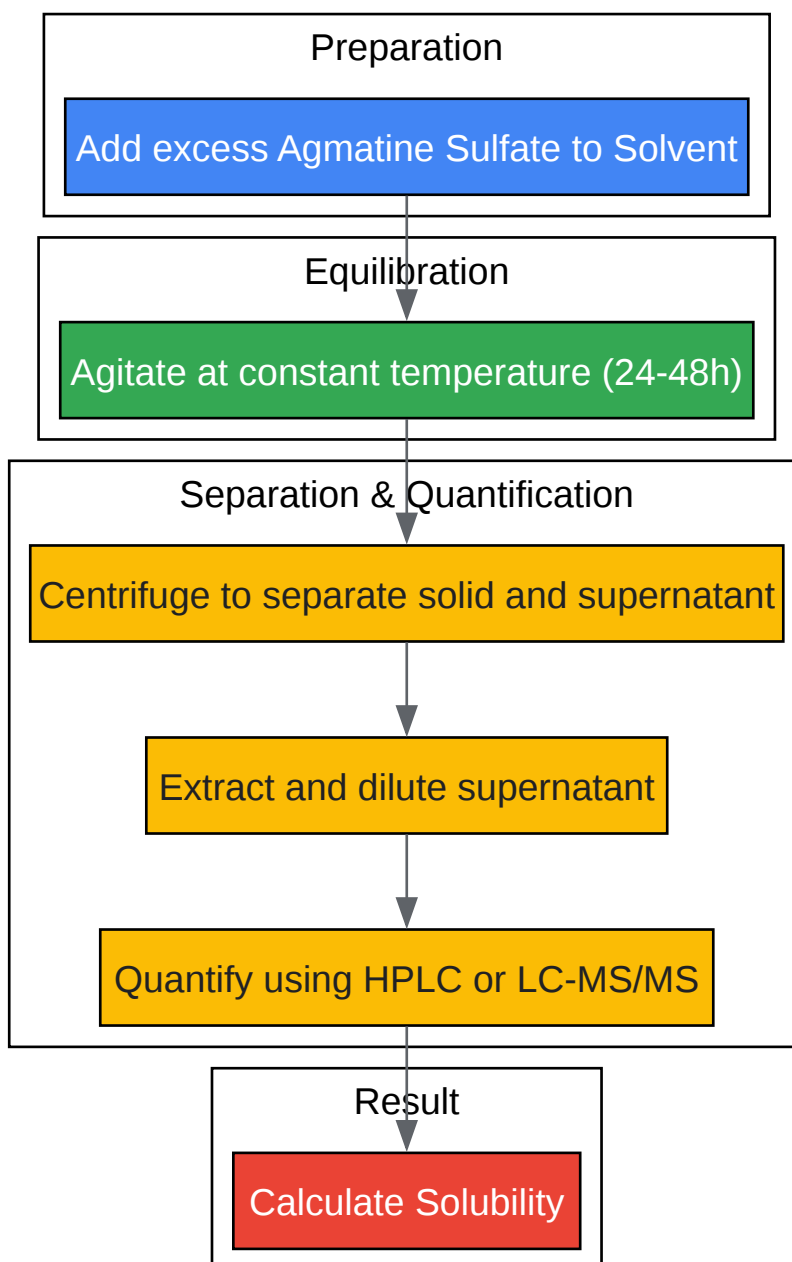 Preparation
Add excess Agmatine Sulfate to Solvent
Equilibration
Agitate at constant temperature (24-48h)
Separation & Quantification
Centrifuge to separate solid and supernatant
Extract and dilute supernatant
Quantify using HPLC or LC-MS/MS
Result
Calculate Solubility